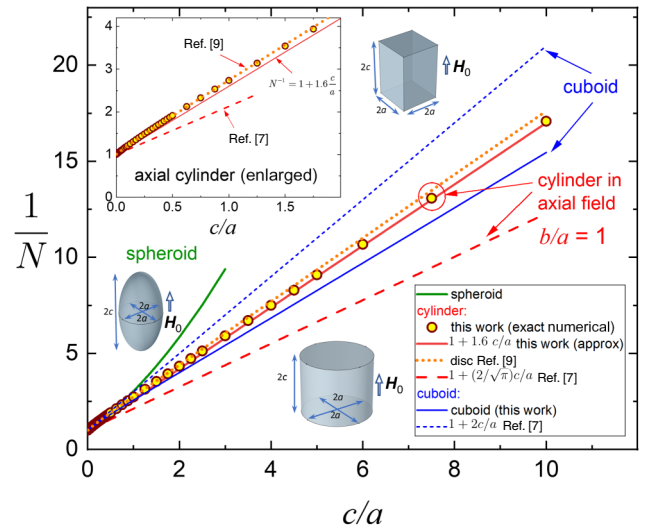 20
15
10
5
0
0.0
2
4
6
8
10
1/N
c/a
4
3
2
1
0.0
0.5
1.0
1.5
c/a
Ref. [9]
N⁻¹ = 1 + 1.6 c/a
Ref. [7]
axial cylinder (enlarged)
2c
H₀
2a
2a
cuboid
cylinder in
axial field
b/a = 1
spheroid
2c
2a
2a
H₀
2c
2a
2a
H₀
spheroid
cylinder:
this work (exact numerical)
1 + 1.6 c/a this work (approx)
disc Ref. [9]
1 + (2/√π)c/a Ref. [7]
cuboid:
cuboid (this work)
1 + 2c/a Ref. [7]